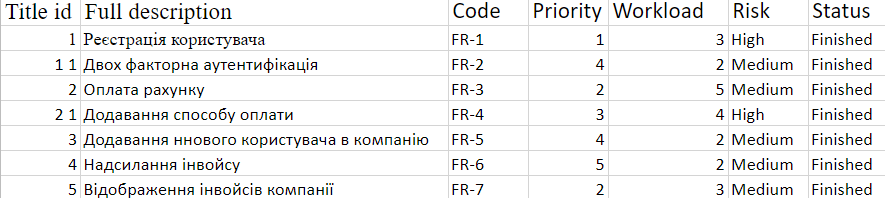 Title id Full description Code Priority Workload Risk Status
1 Реєстрація користувача FR-1 1 3 High Finished
1 1 Двох факторна аутентифікація FR-2 4 2 Medium Finished
2 Оплата рахунку FR-3 2 5 Medium Finished
2 1 Додавання способу оплати FR-4 3 4 High Finished
3 Додавання ннового користувача в компанію FR-5 4 2 Medium Finished
4 Надсилання інвойсу FR-6 5 2 Medium Finished
5 Відображення інвойсів компанії FR-7 2 3 Medium Finished